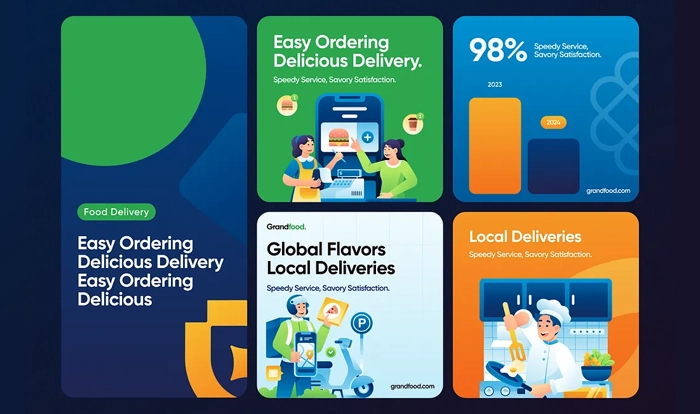 Food Delivery
Easy Ordering
Delicious Delivery
Easy Ordering
Delicious
Easy Ordering
Delicious Delivery.
Speedy Service, Savory Satisfaction.
98%
Speedy Service,
Savory Satisfaction.
2023
2024
grandfood.com
Grandfood.
Global Flavors
Local Deliveries
Speedy Service, Savory Satisfaction.
P
grandfood.com
Local Deliveries
Speedy Service, Savory Satisfaction.